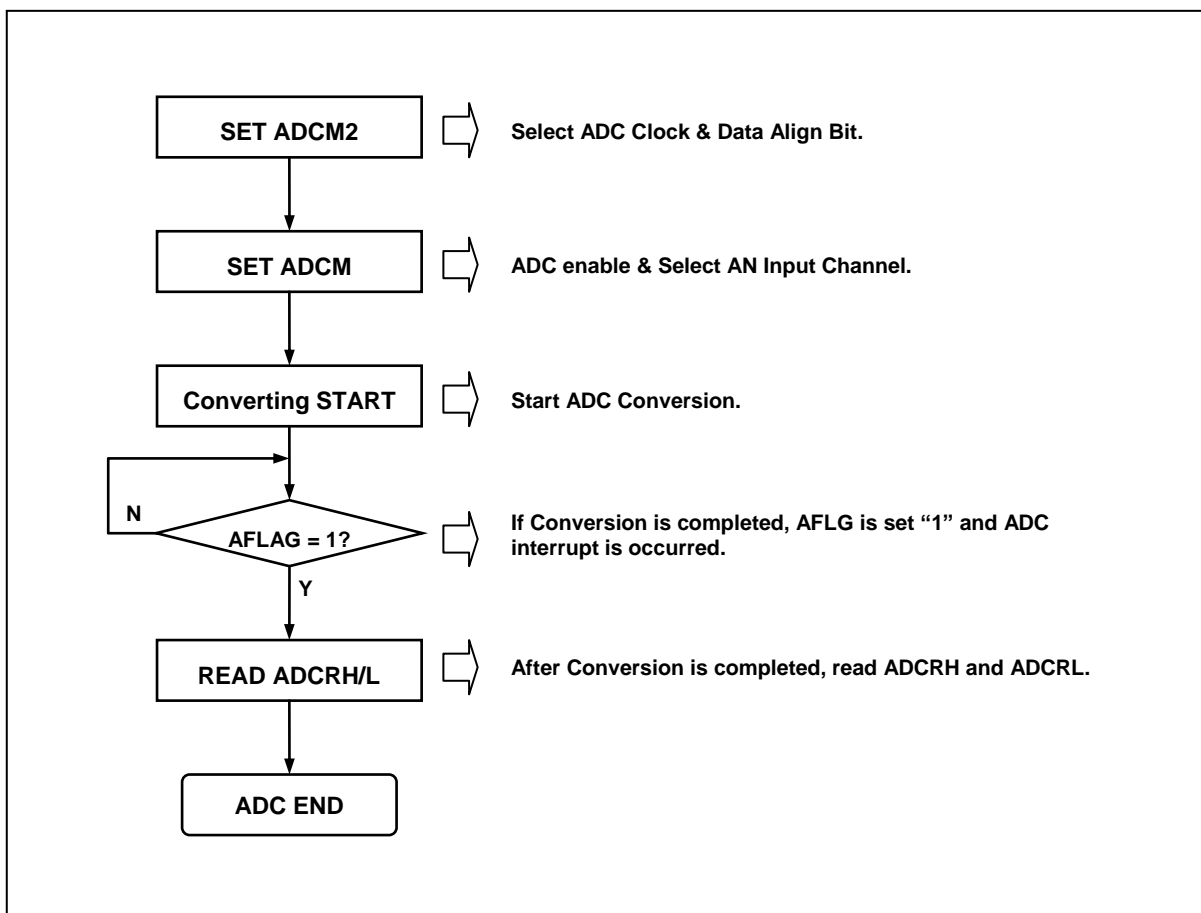 SET ADCM2
Select ADC Clock & Data Align Bit.
SET ADCM
ADC enable & Select AN Input Channel.
Converting START
Start ADC Conversion.
N
AFLAG = 1?
If Conversion is completed, AFLG is set “1” and ADC
interrupt is occurred.
Y
READ ADCRH/L
After Conversion is completed, read ADCRH and ADCRL.
ADC END